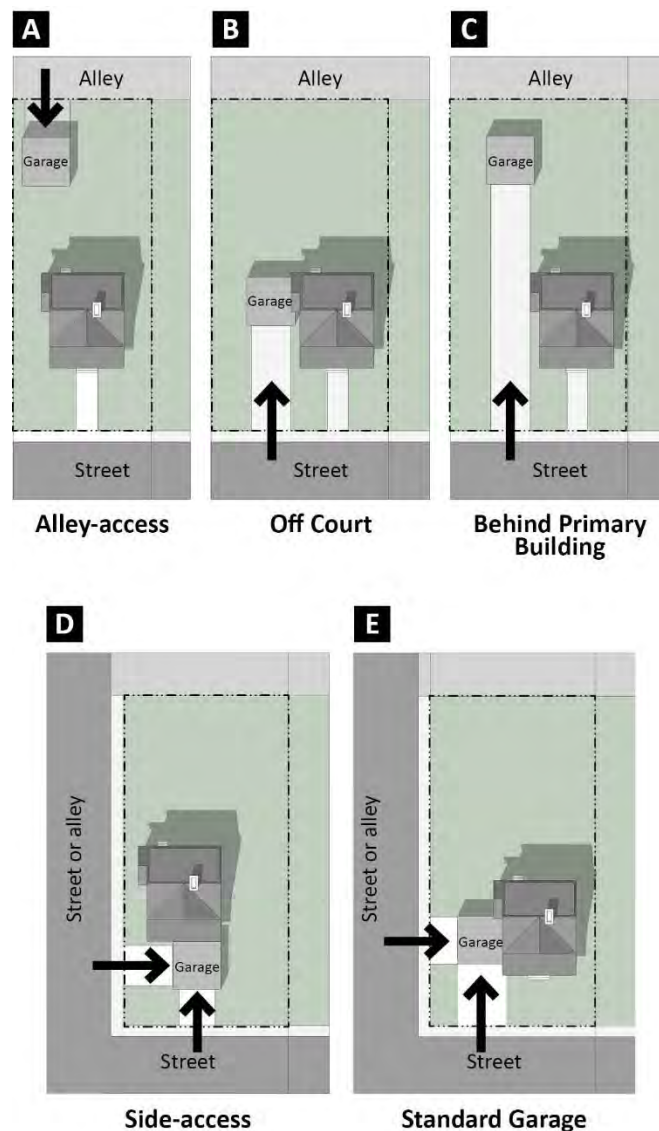 A
Alley
Garage
Street
Alley-access
B
Alley
Garage
Street
Off Court
C
Alley
Garage
Street
Behind Primary
Building
D
Street or alley
Garage
Street
Side-access
E
Street or alley
Garage
Street
Standard Garage